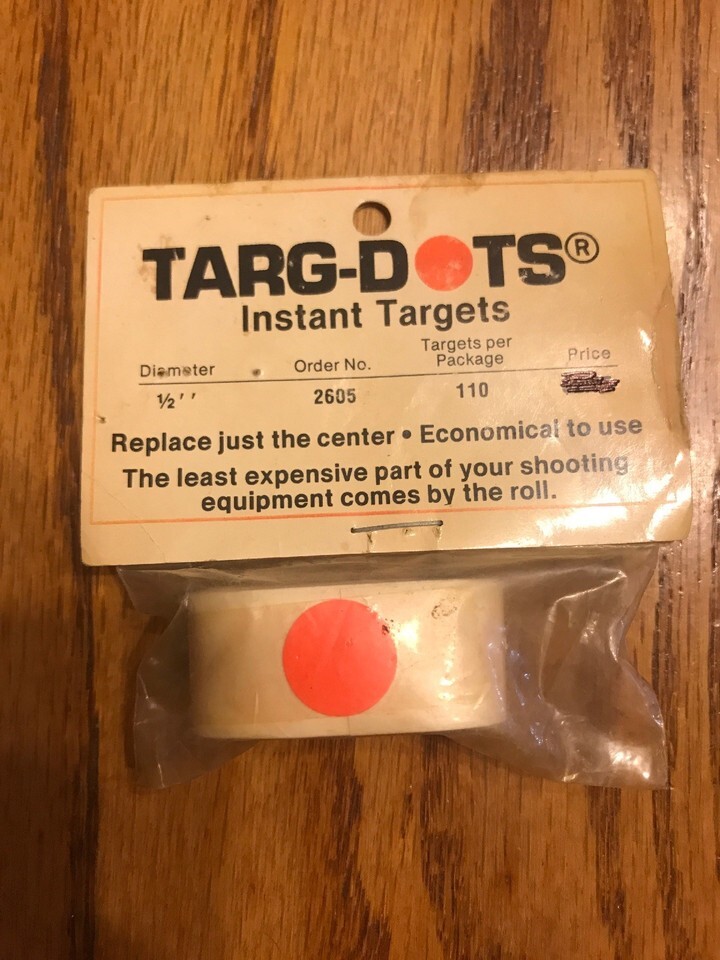 TARG-DOTS®
Instant Targets
Diameter Order No. Targets per Package Price
½'' 2605 110
Replace just the center • Economical to use
The least expensive part of your shooting
equipment comes by the roll.